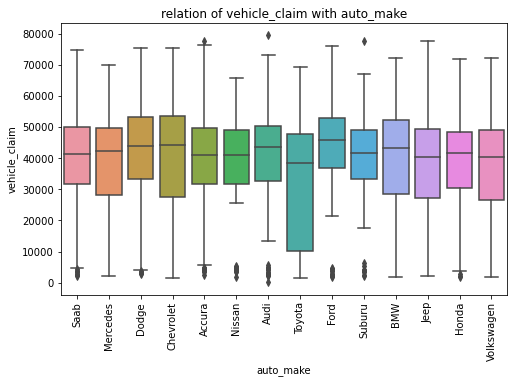 relation of vehicle_claim with auto_make
80000
70000
60000
50000
40000
30000
20000
10000
0
vehicle_claim
Saab
Mercedes
Dodge
Chevrolet
Accura
Nissan
Audi
Toyota
Ford
Suburu
BMW
Jeep
Honda
Volkswagen
auto_make